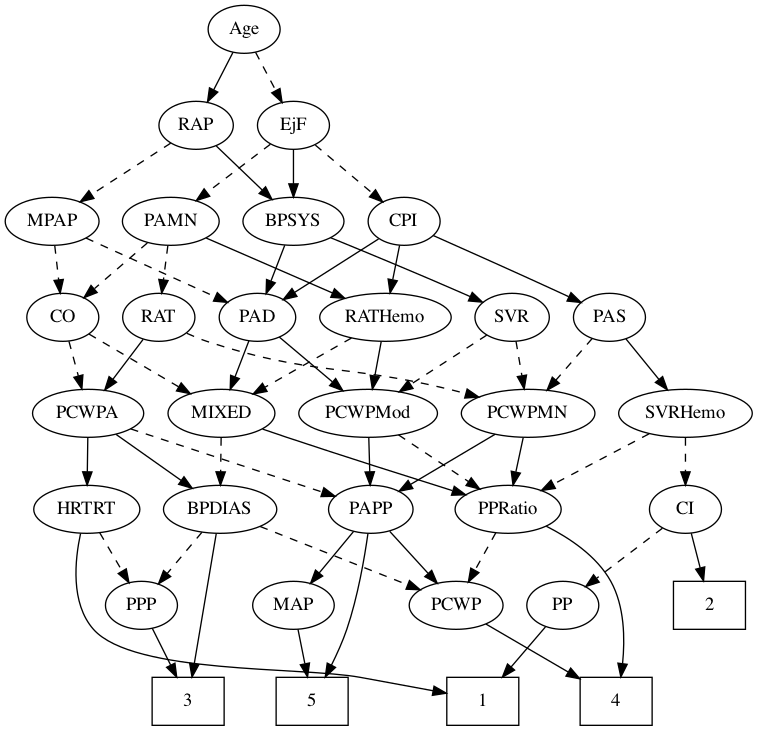 Age
RAP EjF
MPAP PAMN BPSYS CPI
CO RAT PAD RATHemo SVR PAS
PCWPA MIXED PCWPMod PCWPMN SVRHemo
HRTRT BPDIAS PAPP PPRatio CI
PPP MAP PCWP PP 2
3 5 1 4